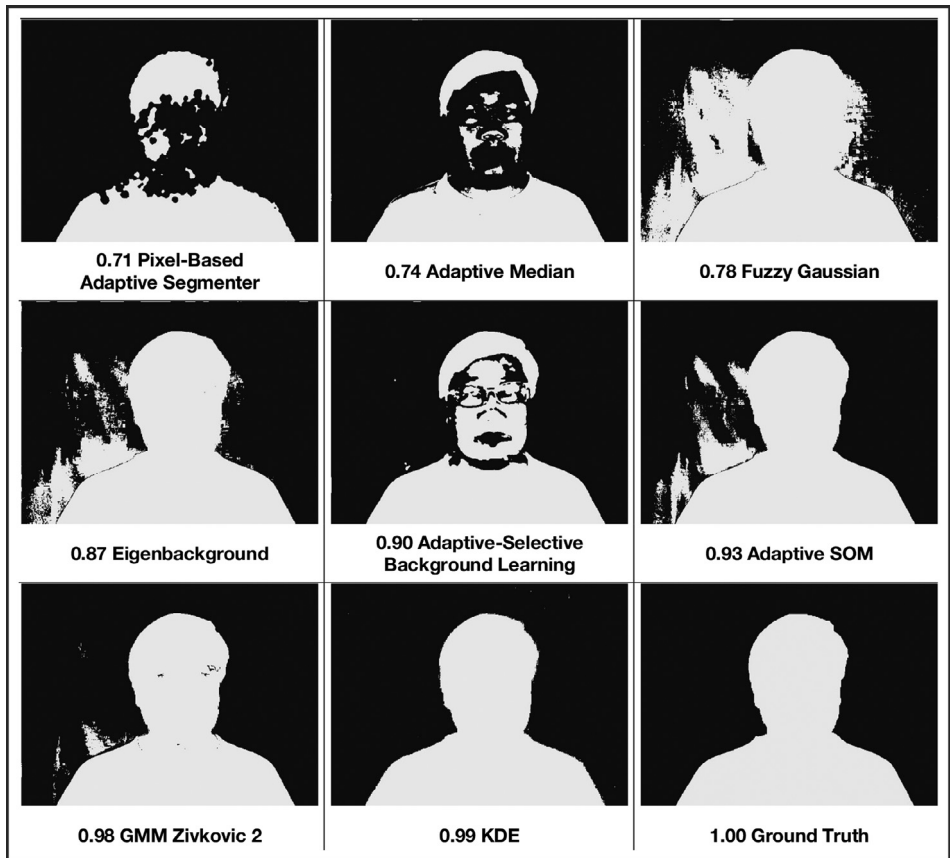 0.71 Pixel-Based
Adaptive Segmenter
0.74 Adaptive Median
0.78 Fuzzy Gaussian
0.87 Eigenbackground
0.90 Adaptive-Selective
Background Learning
0.93 Adaptive SOM
0.98 GMM Zivkovic 2
0.99 KDE
1.00 Ground Truth